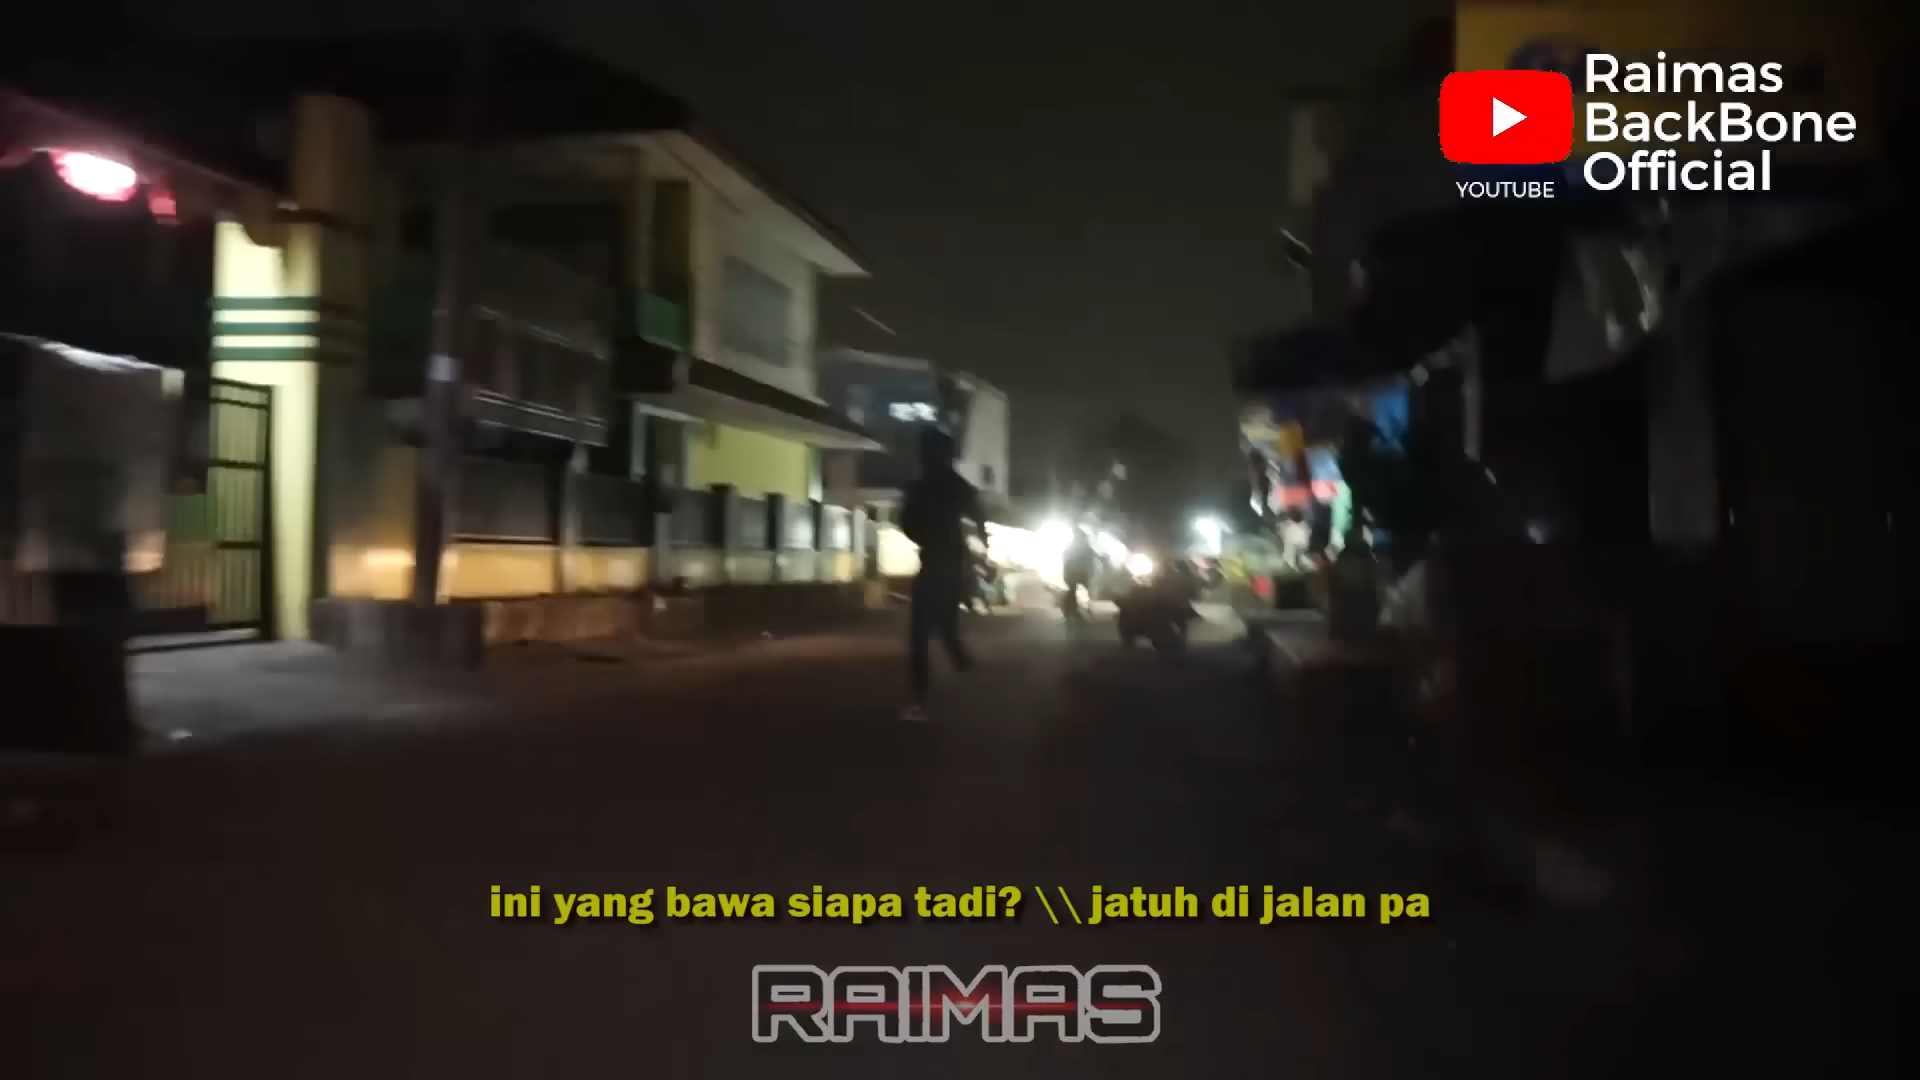 Raimas
BackBone
Official
YOUTUBE
ini yang bawa siapa tadi? \\ jatuh di jalan pa
RAIMAS